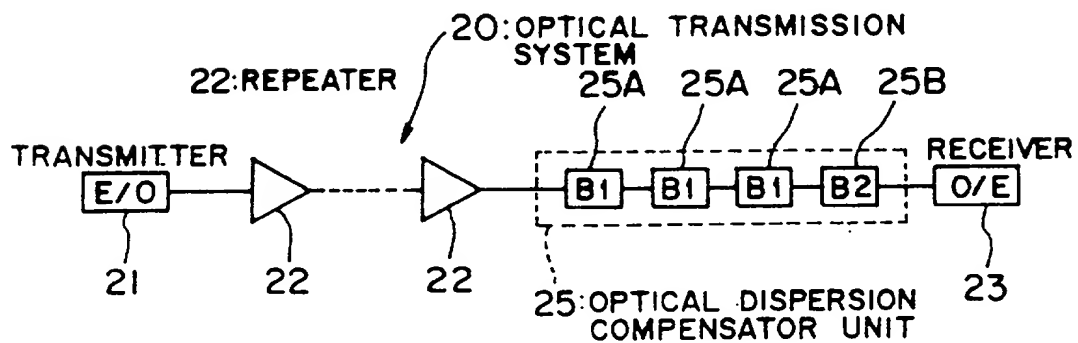 20:OPTICAL TRANSMISSION
SYSTEM
22:REPEATER
25A 25A 25A 25B
TRANSMITTER
RECEIVER
E/O
B1 B1 B1 B2
O/E
21
22
22
23
25:OPTICAL DISPERSION
COMPENSATOR UNIT